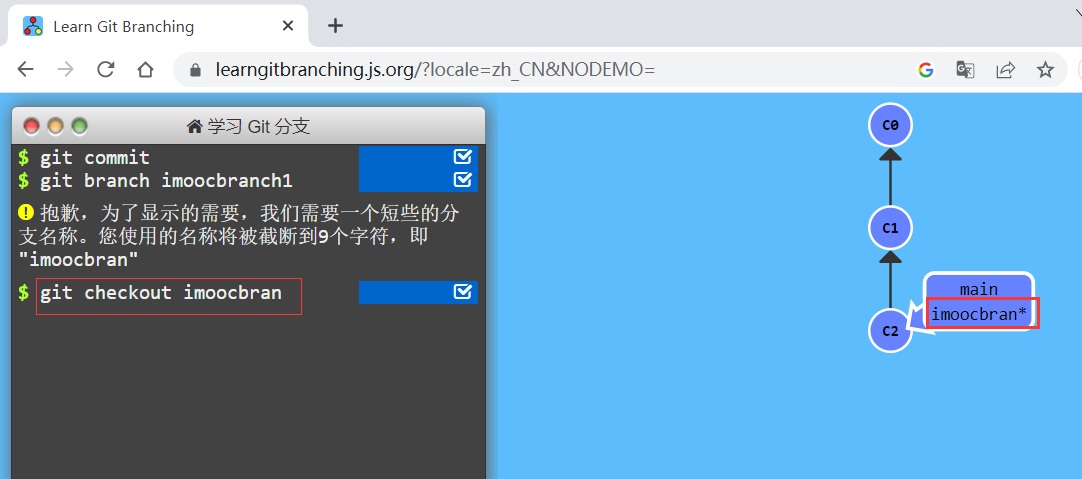 Learn Git Branching
learngitbranching.js.org/?locale=zh_CN&NODEMO=
学习 Git 分支
$ git commit
$ git branch imoocbranch1
抱歉，为了显示的需要，我们需要一个短些的分
支名称。您使用的名称将被截断到9个字符，即
"imoocbran"
$ git checkout imoocbran
C0
C1
main
imoocbran*
C2